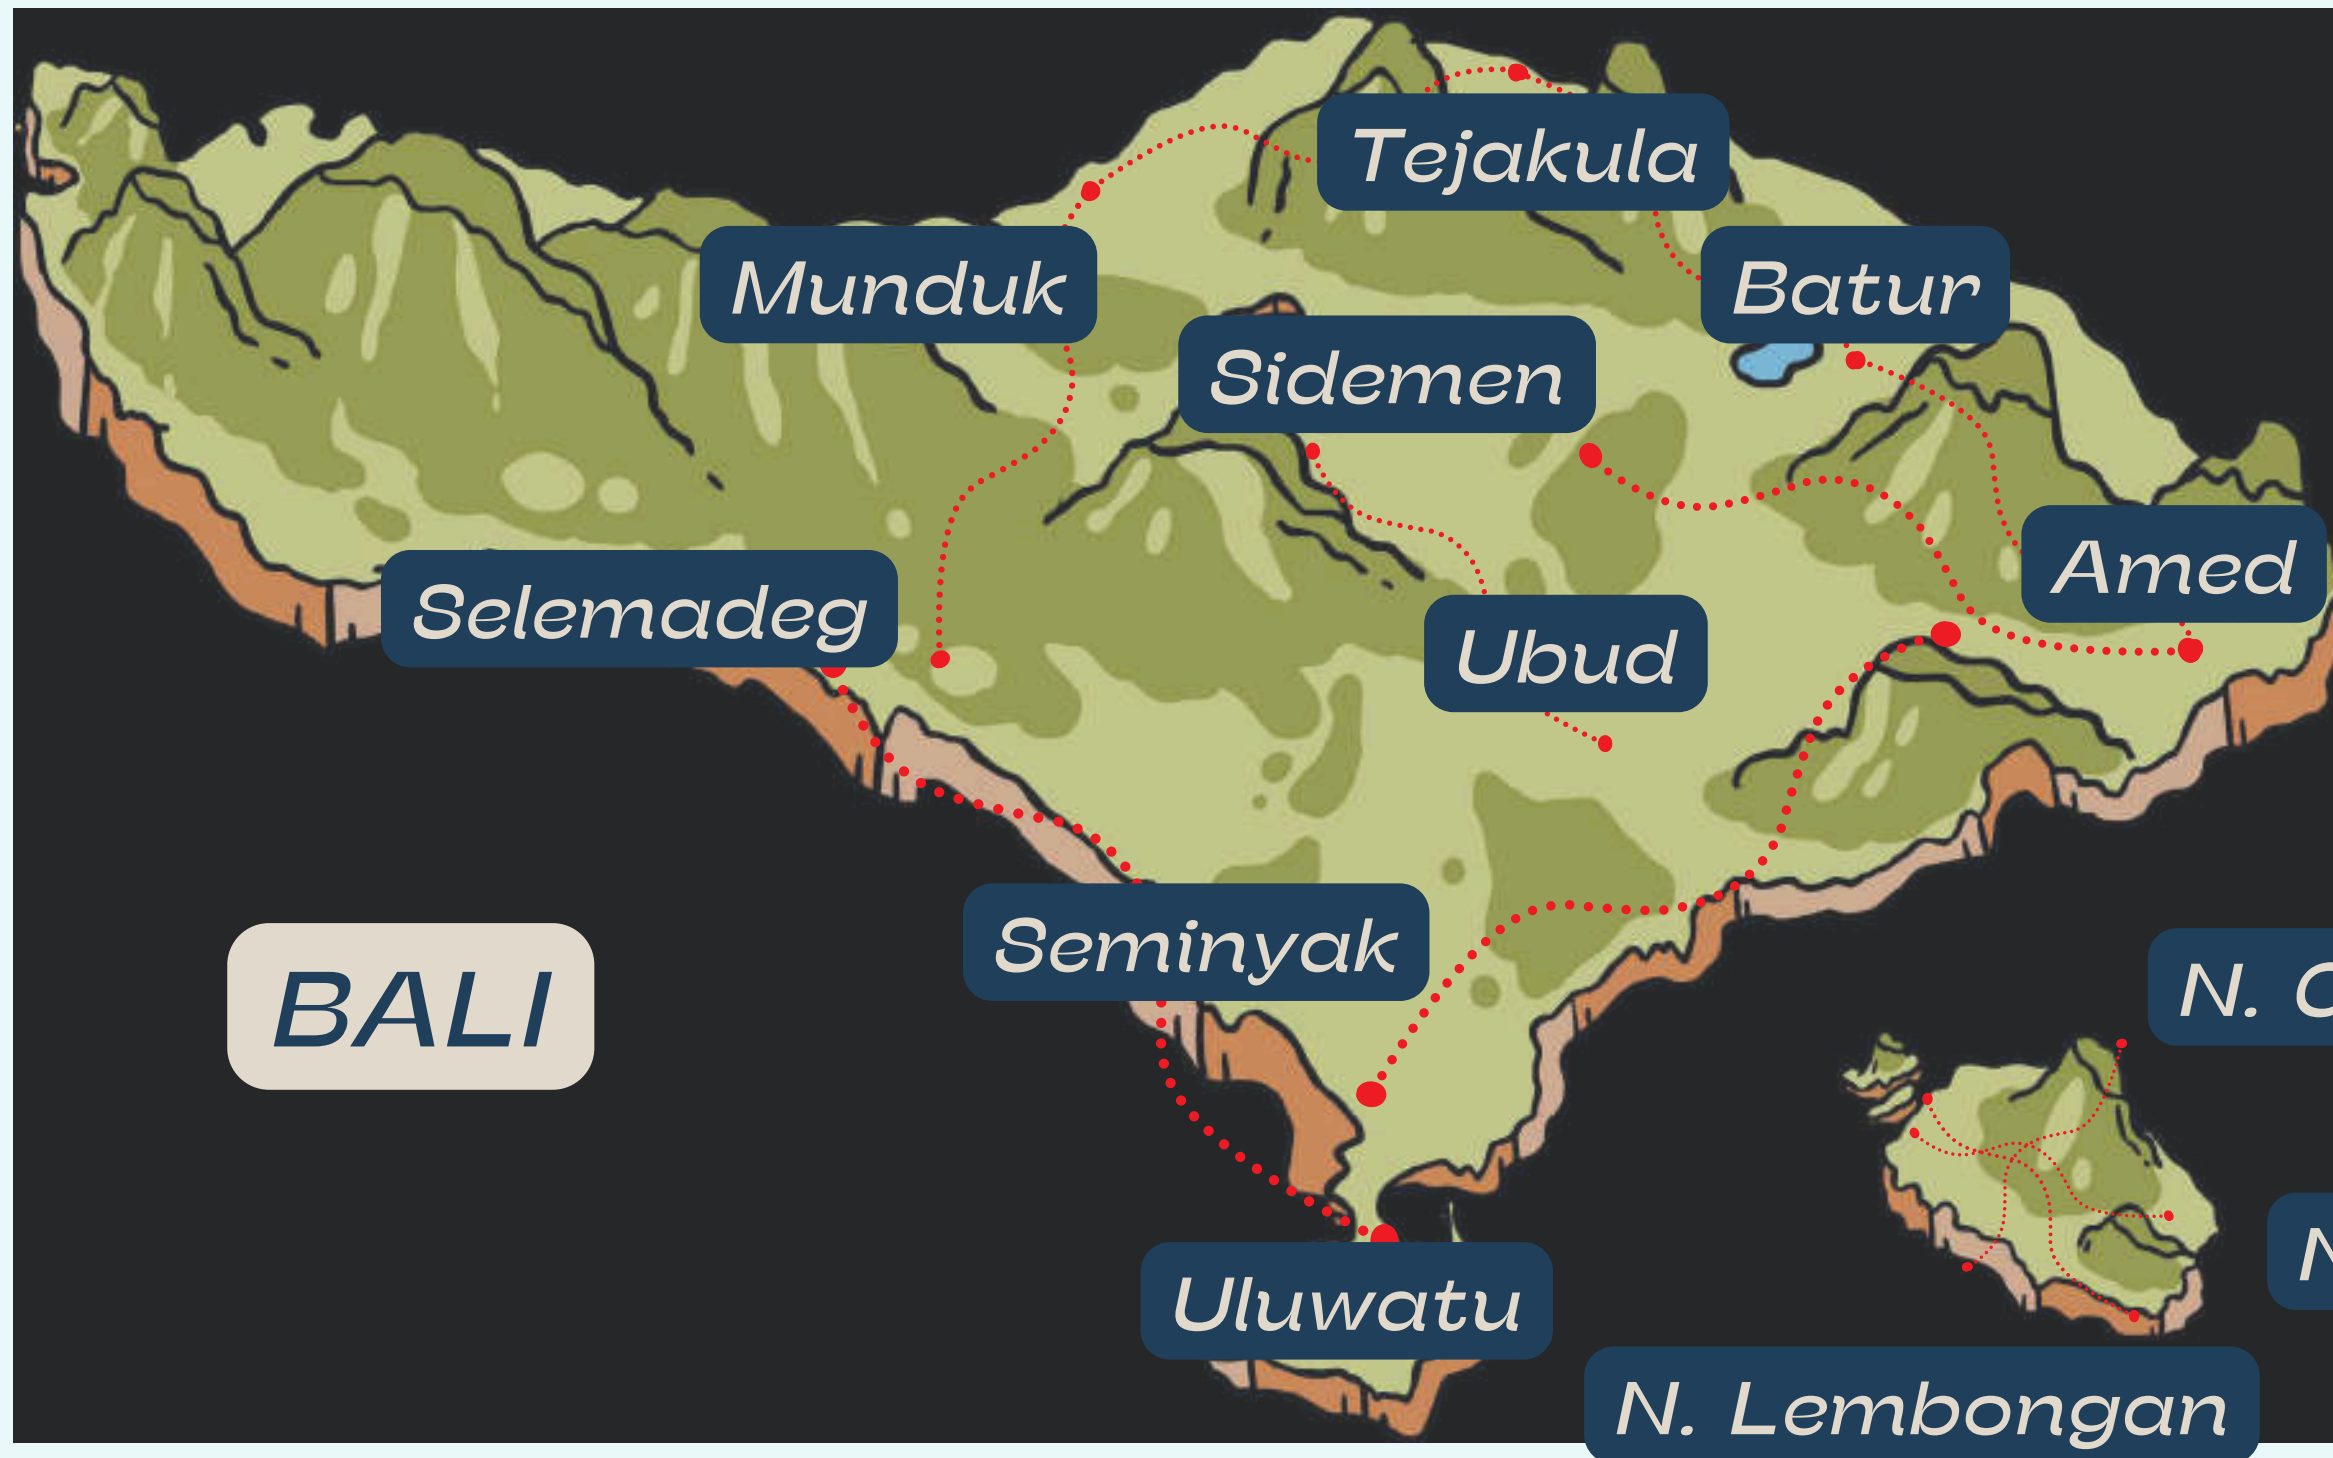 Tejakula
Munduk
Batur
Sidemen
Amed
Selemadeg
Ubud
Seminyak
BALI
N.
Uluwatu
N. Lembongan